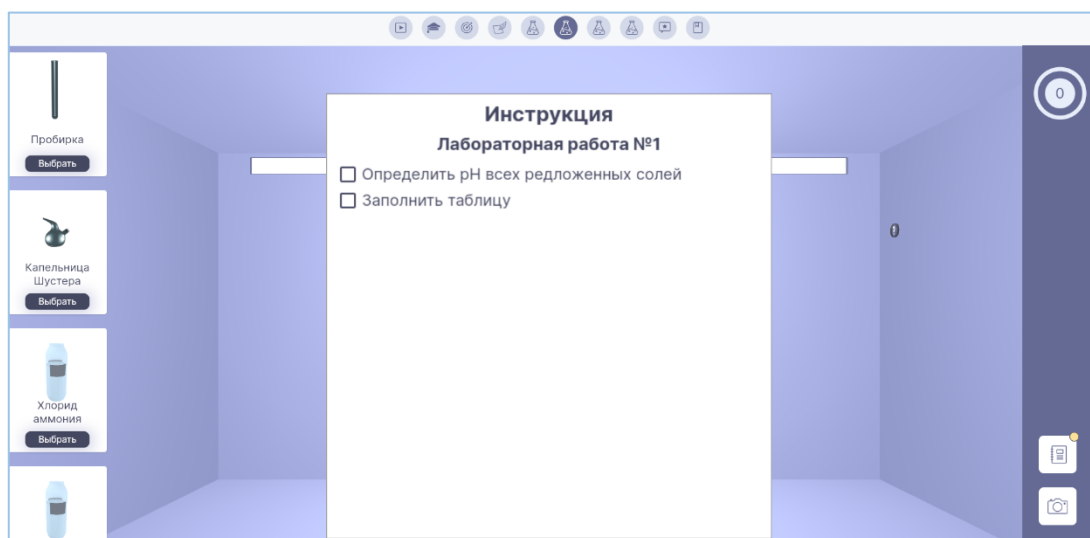 Пробирка
Выбрать
Капельница
Шустера
Выбрать
Хлорид
аммония
Выбрать
Инструкция
Лабораторная работа №1
Определить pH всех редложенных солей
Заполнить таблицу
0